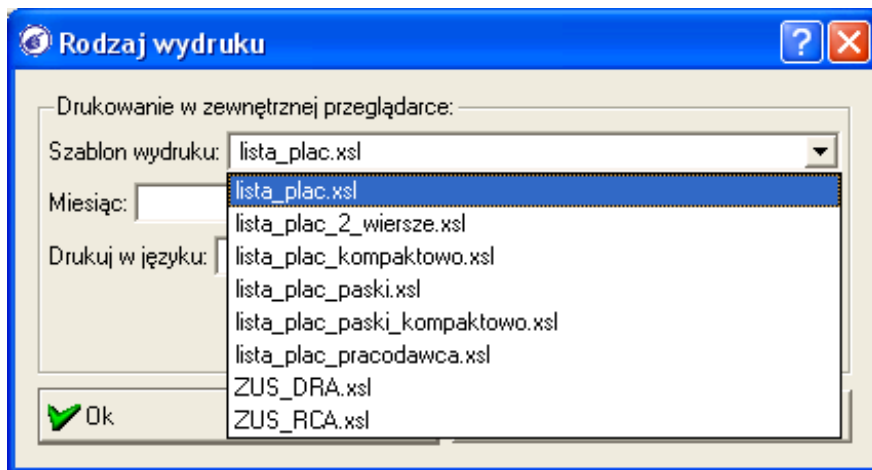 Rodzaj wydruku
Drukowanie w zewnętrznej przeglądarce:
Szablon wydruku: lista_plac.xsl
lista_plac.xsl
Miesiąc:
lista_plac_2_wiersze.xsl
Drukuj w języku: lista_plac_kompaktowo.xsl
lista_plac_paski.xsl
lista_plac_paski_kompaktowo.xsl
lista_plac_pracodawca.xsl
ZUS_DRA.xsl
Ok
ZUS_RCA.xsl